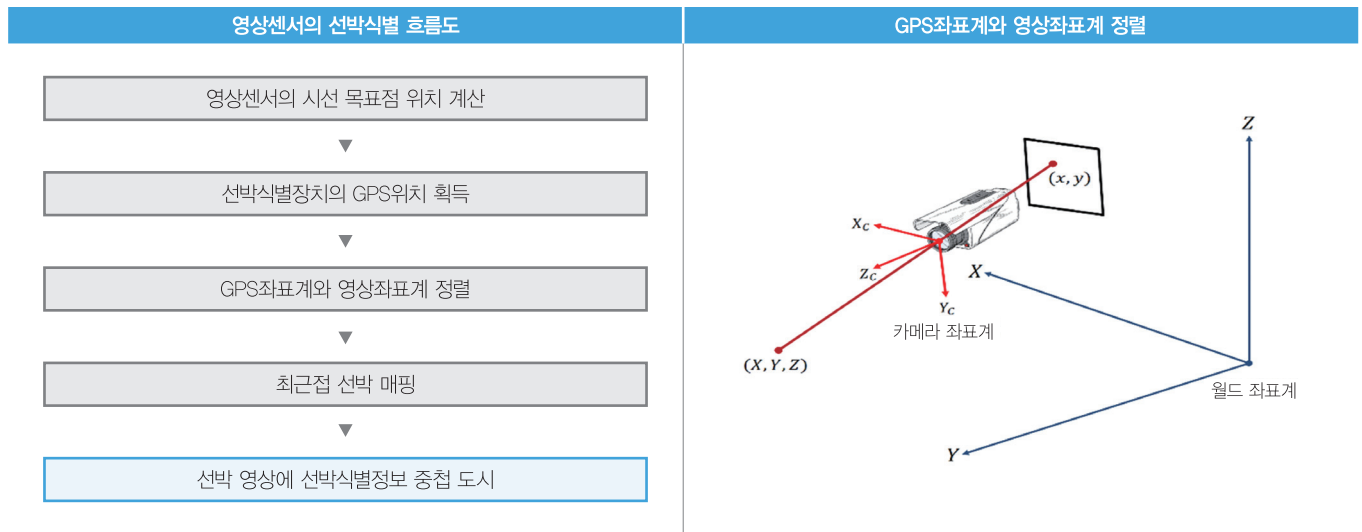 영상센서의 선박식별 흐름도
영상센서의 시선 목표점 위치 계산
선박식별장치의 GPS위치 획득
GPS좌표계와 영상좌표계 정렬
최근접 선박 매핑
선박 영상에 선박식별정보 중첩 도시
GPS좌표계와 영상좌표계 정렬
Z
(x, y)
X_C
Z_C
X
Y_C
카메라 좌표계
(X, Y, Z)
월드 좌표계
Y